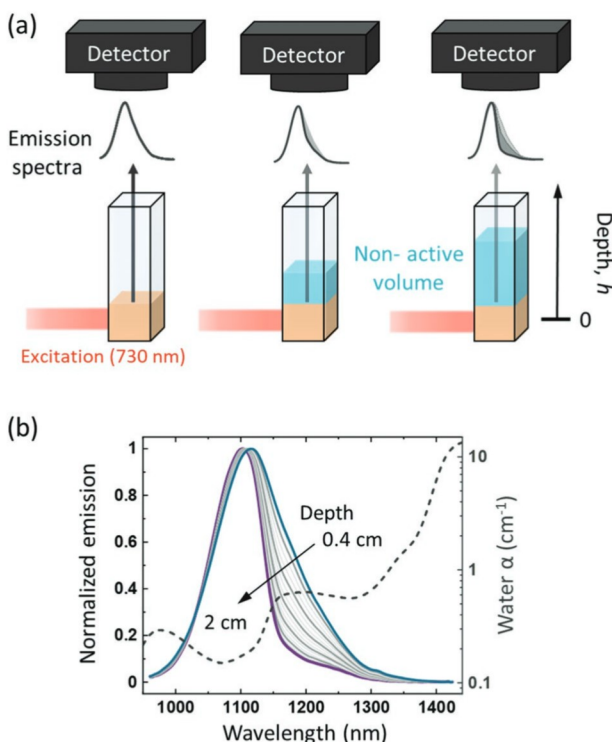 (a)
Detector
Detector
Detector
Emission
spectra
Non- active
volume
Depth, h
0
Excitation (730 nm)
(b)
Normalized emission
1
0.8
0.6
0.4
0.2
0
Depth
0.4 cm
2 cm
10
1
0.1
Water α (cm⁻¹)
1000
1100
1200
1300
1400
Wavelength (nm)